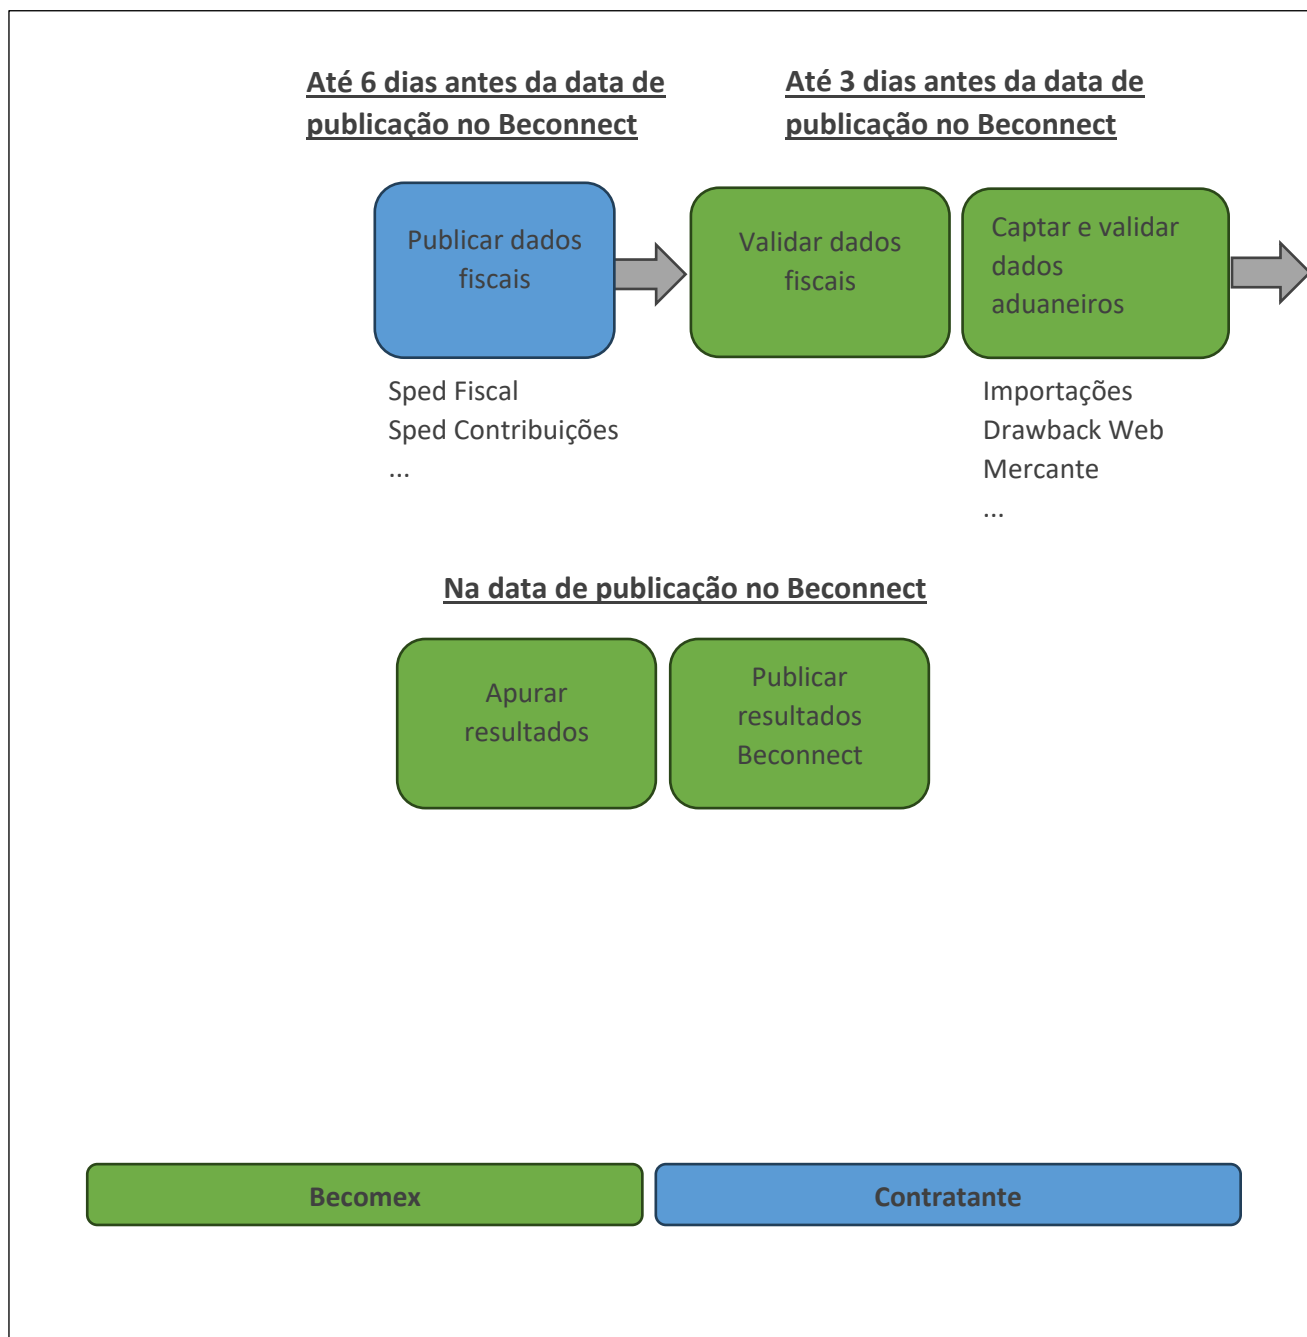 Até 6 dias antes da data de
publicação no Beconnect
Até 3 dias antes da data de
publicação no Beconnect
Publicar dados
fiscais
Validar dados
fiscais
Captar e validar
dados
aduaneiros
Sped Fiscal
Sped Contribuições
...
Importações
Drawback Web
Mercante
...
Na data de publicação no Beconnect
Apurar
resultados
Publicar
resultados
Beconnect
Becomex
Contratante